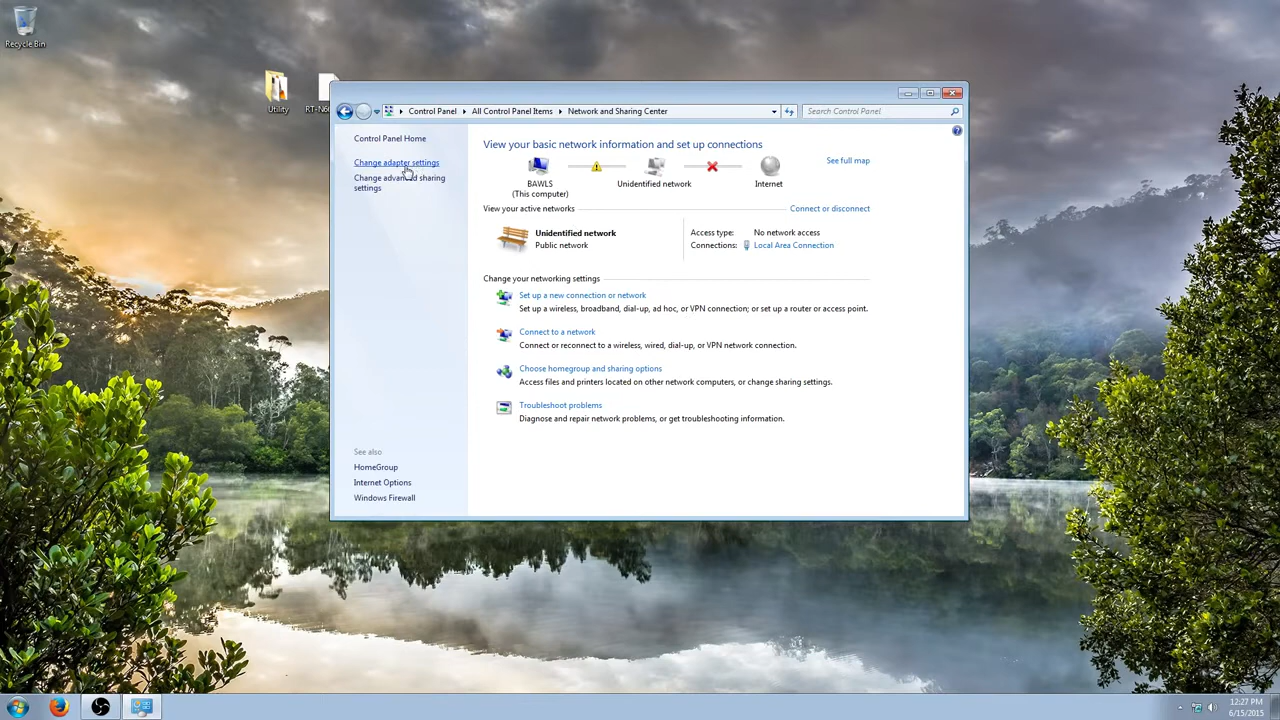 Recycle Bin
Utility
RT-N6
Control Panel
All Control Panel Items
Network and Sharing Center
Search Control Panel
Control Panel Home
Change adapter settings
Change advanced sharing
settings
See also
HomeGroup
Internet Options
Windows Firewall
View your basic network information and set up connections
See full map
BAWLS
(This computer)
Unidentified network
Internet
View your active networks
Connect or disconnect
Unidentified network
Public network
Access type: No network access
Connections: Local Area Connection
Change your networking settings
Set up a new connection or network
Set up a wireless, broadband, dial-up, ad hoc, or VPN connection; or set up a router or access point.
Connect to a network
Connect or reconnect to a wireless, wired, dial-up, or VPN network connection.
Choose homegroup and sharing options
Access files and printers located on other network computers, or change sharing settings.
Troubleshoot problems
Diagnose and repair network problems, or get troubleshooting information.
12:27 PM
6/15/2015